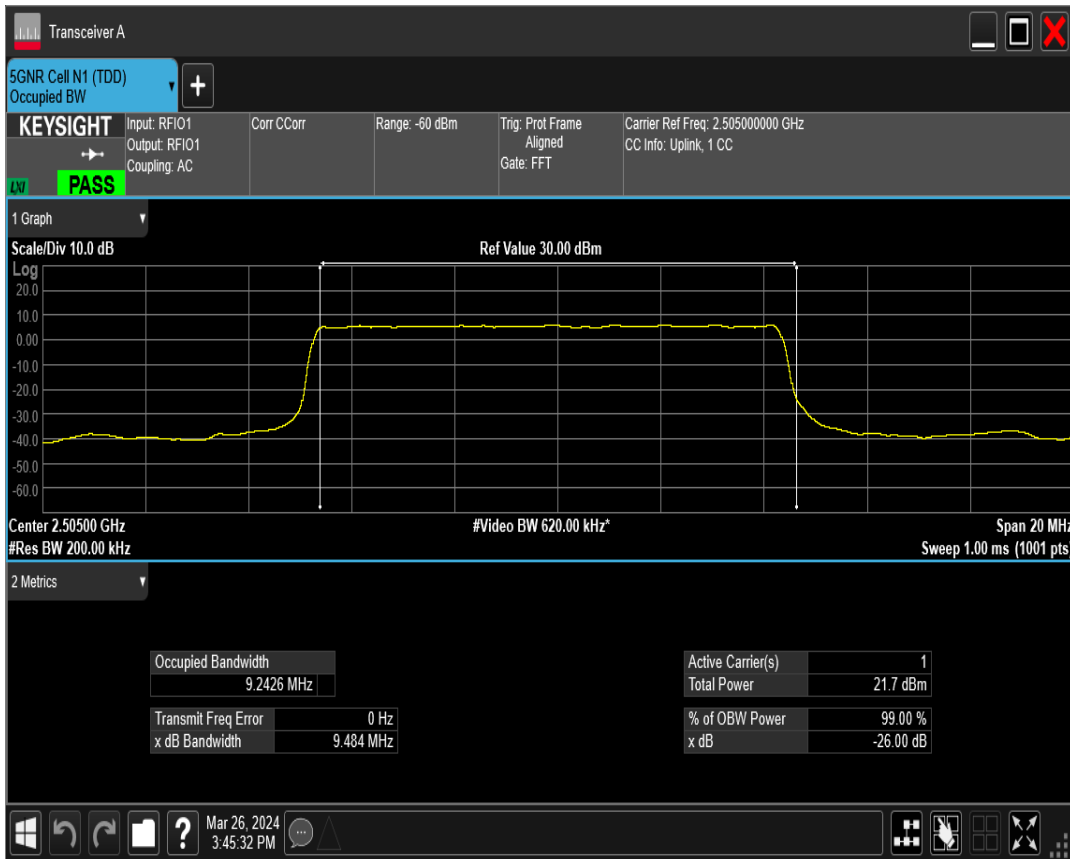 Transceiver A
5GNR Cell N1 (TDD)
Occupied BW
+
KEYSIGHT
LXI
PASS
Input: RFIO1
Output: RFIO1
Coupling: AC
Corr CCorr
Range: -60 dBm
Trig: Prot Frame
Aligned
Gate: FFT
Carrier Ref Freq: 2.505000000 GHz
CC Info: Uplink, 1 CC
1 Graph
Scale/Div 10.0 dB
Ref Value 30.00 dBm
Log
20.0
10.0
0.00
-10.0
-20.0
-30.0
-40.0
-50.0
-60.0
Center 2.50500 GHz
#Video BW 620.00 kHz*
Span 20 MHz
#Res BW 200.00 kHz
Sweep 1.00 ms (1001 pts)
2 Metrics
Occupied Bandwidth
9.2426 MHz
Transmit Freq Error 0 Hz
x dB Bandwidth 9.484 MHz
Active Carrier(s) 1
Total Power 21.7 dBm
% of OBW Power 99.00 %
x dB -26.00 dB
?
Mar 26, 2024
3:45:32 PM